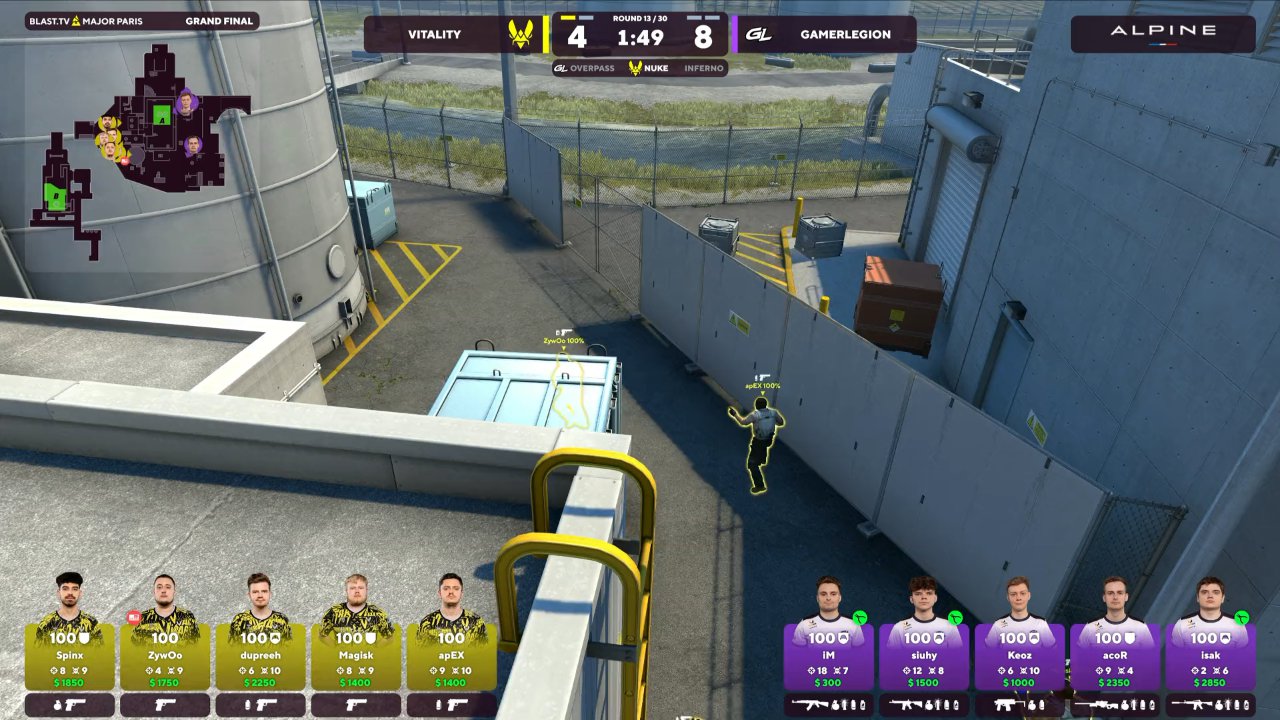 BLAST.TV MAJOR PARIS GRAND FINAL
VITALITY 4 ROUND 13 / 30 8 GL GAMERLEGION
1:49
GL OVERPASS NUKE INFERNO
ALPINE
A
B
ZywOo 100%
apEX 100%
100 100 100 100 100 100 100 100 100 100
Spinx ZywOo dupreeh Magisk apEX iM siuhy Keoz acoR isak
8 9 4 9 6 10 8 9 9 10 18 7 12 8 6 10 9 4 2 6
$1850 $1750 $2250 $1400 $1400 $300 $1500 $1000 $2350 $2850